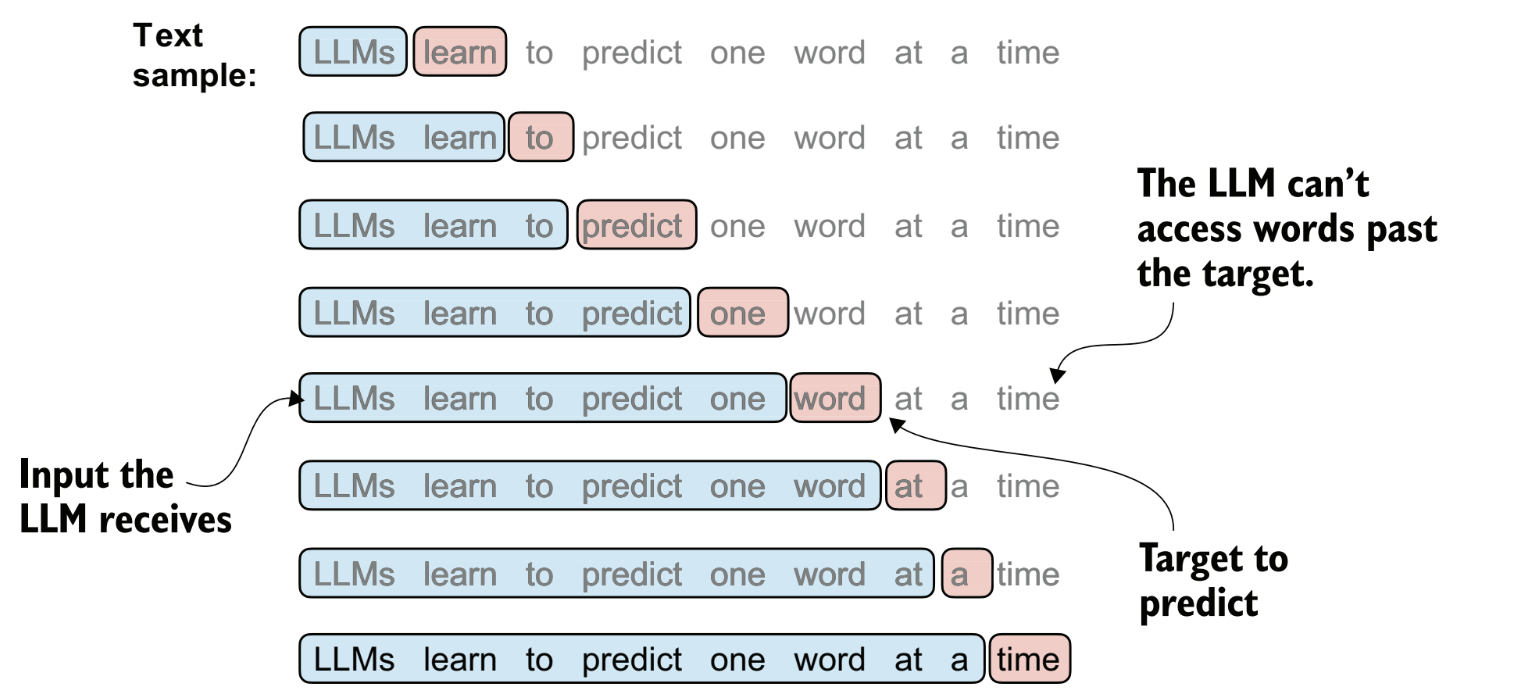 Text
sample:
LLMs learn to predict one word at a time
LLMs learn to predict one word at a time
The LLM can't
access words past
the target.
LLMs learn to predict one word at a time
LLMs learn to predict one word at a time
LLMs learn to predict one word at a time
Input the
LLM receives
LLMs learn to predict one word at a time
Target to
predict
LLMs learn to predict one word at a time
LLMs learn to predict one word at a time